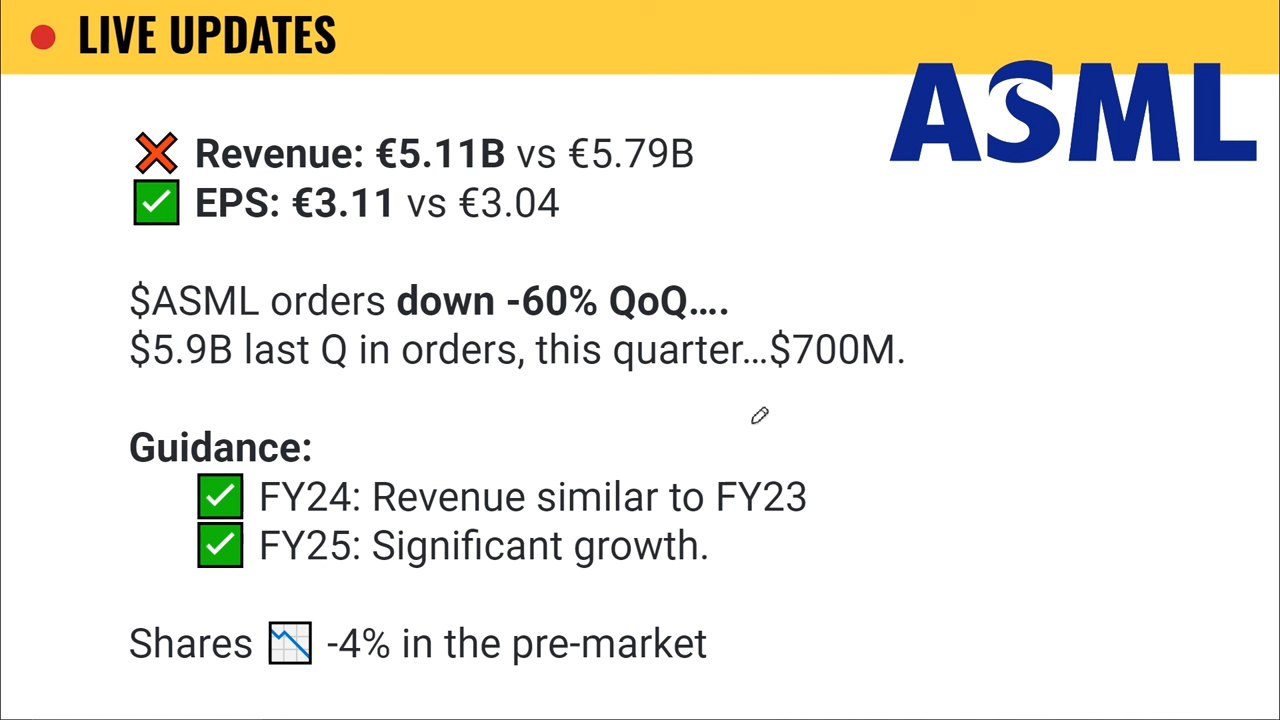 LIVE UPDATES
ASML
Revenue: €5.11B vs €5.79B
EPS: €3.11 vs €3.04
$ASML orders down -60% QoQ....
$5.9B last Q in orders, this quarter...$700M.
Guidance:
FY24: Revenue similar to FY23
FY25: Significant growth.
Shares 📉 -4% in the pre-market